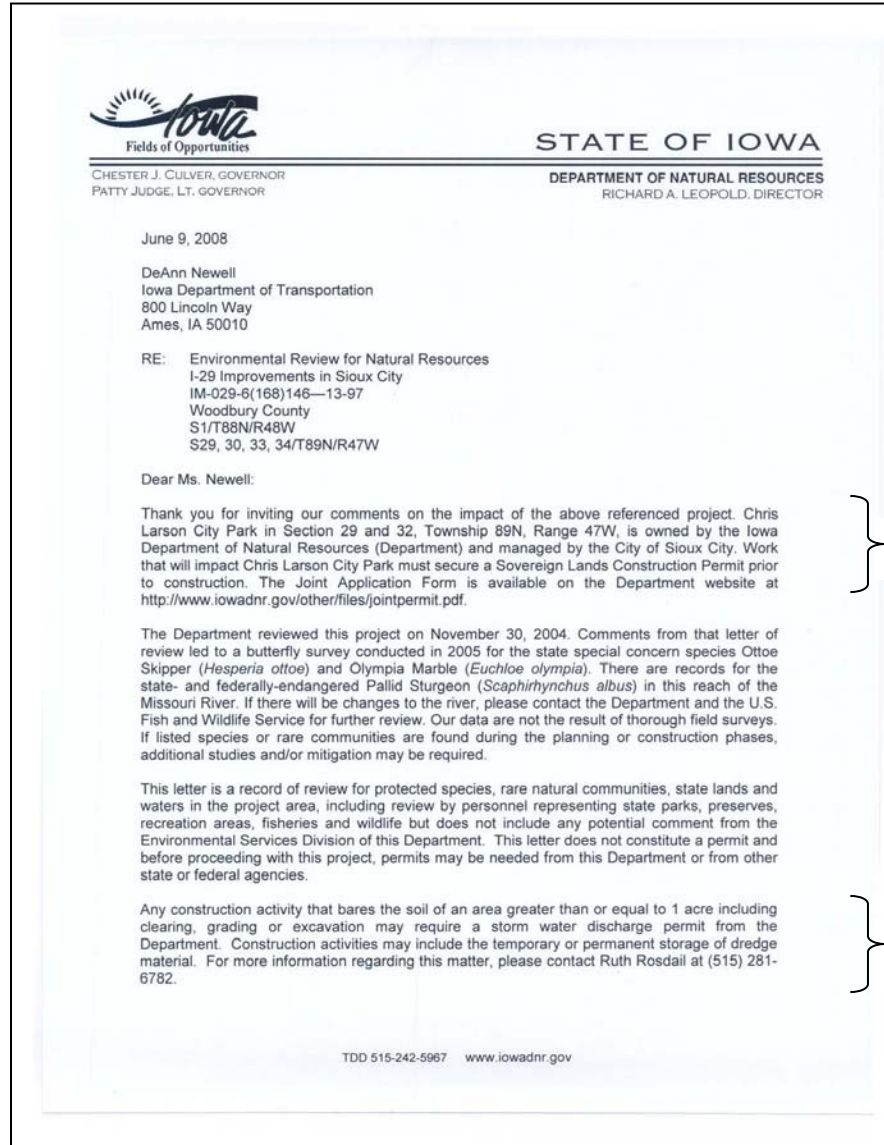 Iowa
Fields of Opportunities
STATE OF IOWA
CHESTER J. CULVER, GOVERNOR
PATTY JUDGE, LT. GOVERNOR
DEPARTMENT OF NATURAL RESOURCES
RICHARD A. LEOPOLD, DIRECTOR
June 9, 2008
DeAnn Newell
Iowa Department of Transportation
800 Lincoln Way
Ames, IA 50010
RE: Environmental Review for Natural Resources
I-29 Improvements in Sioux City
IM-029-6(168)146—13-97
Woodbury County
S1/T88N/R48W
S29, 30, 33, 34/T89N/R47W
Dear Ms. Newell:
Thank you for inviting our comments on the impact of the above referenced project. Chris
Larson City Park in Section 29 and 32, Township 89N, Range 47W, is owned by the Iowa
Department of Natural Resources (Department) and managed by the City of Sioux City. Work
that will impact Chris Larson City Park must secure a Sovereign Lands Construction Permit prior
to construction. The Joint Application Form is available on the Department website at
http://www.iowadnr.gov/other/files/jointpermit.pdf.
The Department reviewed this project on November 30, 2004. Comments from that letter of
review led to a butterfly survey conducted in 2005 for the state special concern species Ottoe
Skipper (Hesperia ottoe) and Olympia Marble (Euchloe olympia). There are records for the
state- and federally-endangered Pallid Sturgeon (Scaphirhynchus albus) in this reach of the
Missouri River. If there will be changes to the river, please contact the Department and the U.S.
Fish and Wildlife Service for further review. Our data are not the result of thorough field surveys.
If listed species or rare communities are found during the planning or construction phases,
additional studies and/or mitigation may be required.
This letter is a record of review for protected species, rare natural communities, state lands and
waters in the project area, including review by personnel representing state parks, preserves,
recreation areas, fisheries and wildlife but does not include any potential comment from the
Environmental Services Division of this Department. This letter does not constitute a permit and
before proceeding with this project, permits may be needed from this Department or from other
state or federal agencies.
Any construction activity that bares the soil of an area greater than or equal to 1 acre including
clearing, grading or excavation may require a storm water discharge permit from the
Department. Construction activities may include the temporary or permanent storage of dredge
material. For more information regarding this matter, please contact Ruth Rosdail at (515) 281-
6782.
TDD 515-242-5967 www.iowadnr.gov